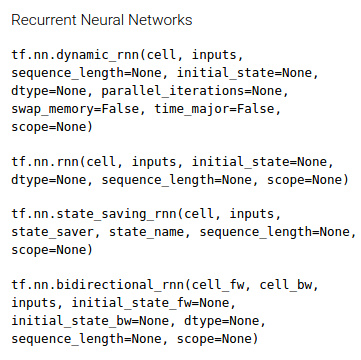 Recurrent Neural Networks
tf.nn.dynamic_rnn(cell, inputs,
sequence_length=None, initial_state=None,
dtype=None, parallel_iterations=None,
swap_memory=False, time_major=False,
scope=None)
tf.nn.rnn(cell, inputs, initial_state=None,
dtype=None, sequence_length=None, scope=None)
tf.nn.state_saving_rnn(cell, inputs,
state_saver, state_name, sequence_length=None,
scope=None)
tf.nn.bidirectional_rnn(cell_fw, cell_bw,
inputs, initial_state_fw=None,
initial_state_bw=None, dtype=None,
sequence_length=None, scope=None)